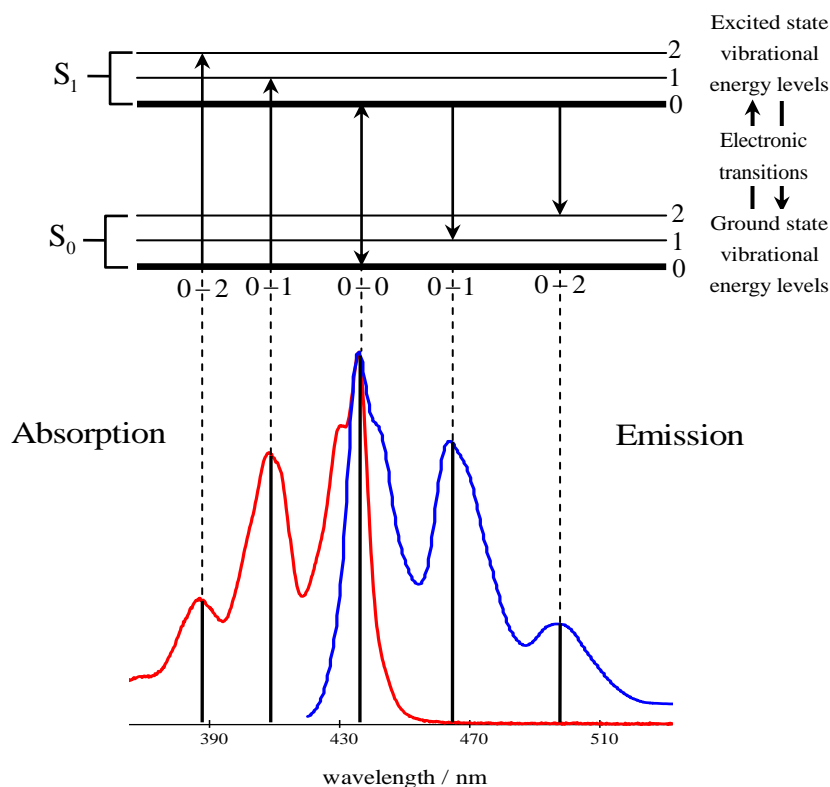 Excited state
vibrational
energy levels
S1
2
1
0
Electronic
transitions
S0
2
1
0
Ground state
vibrational
energy levels
0–2 0–1 0–0 0–1 0–2
Absorption Emission
390 430 470 510
wavelength / nm